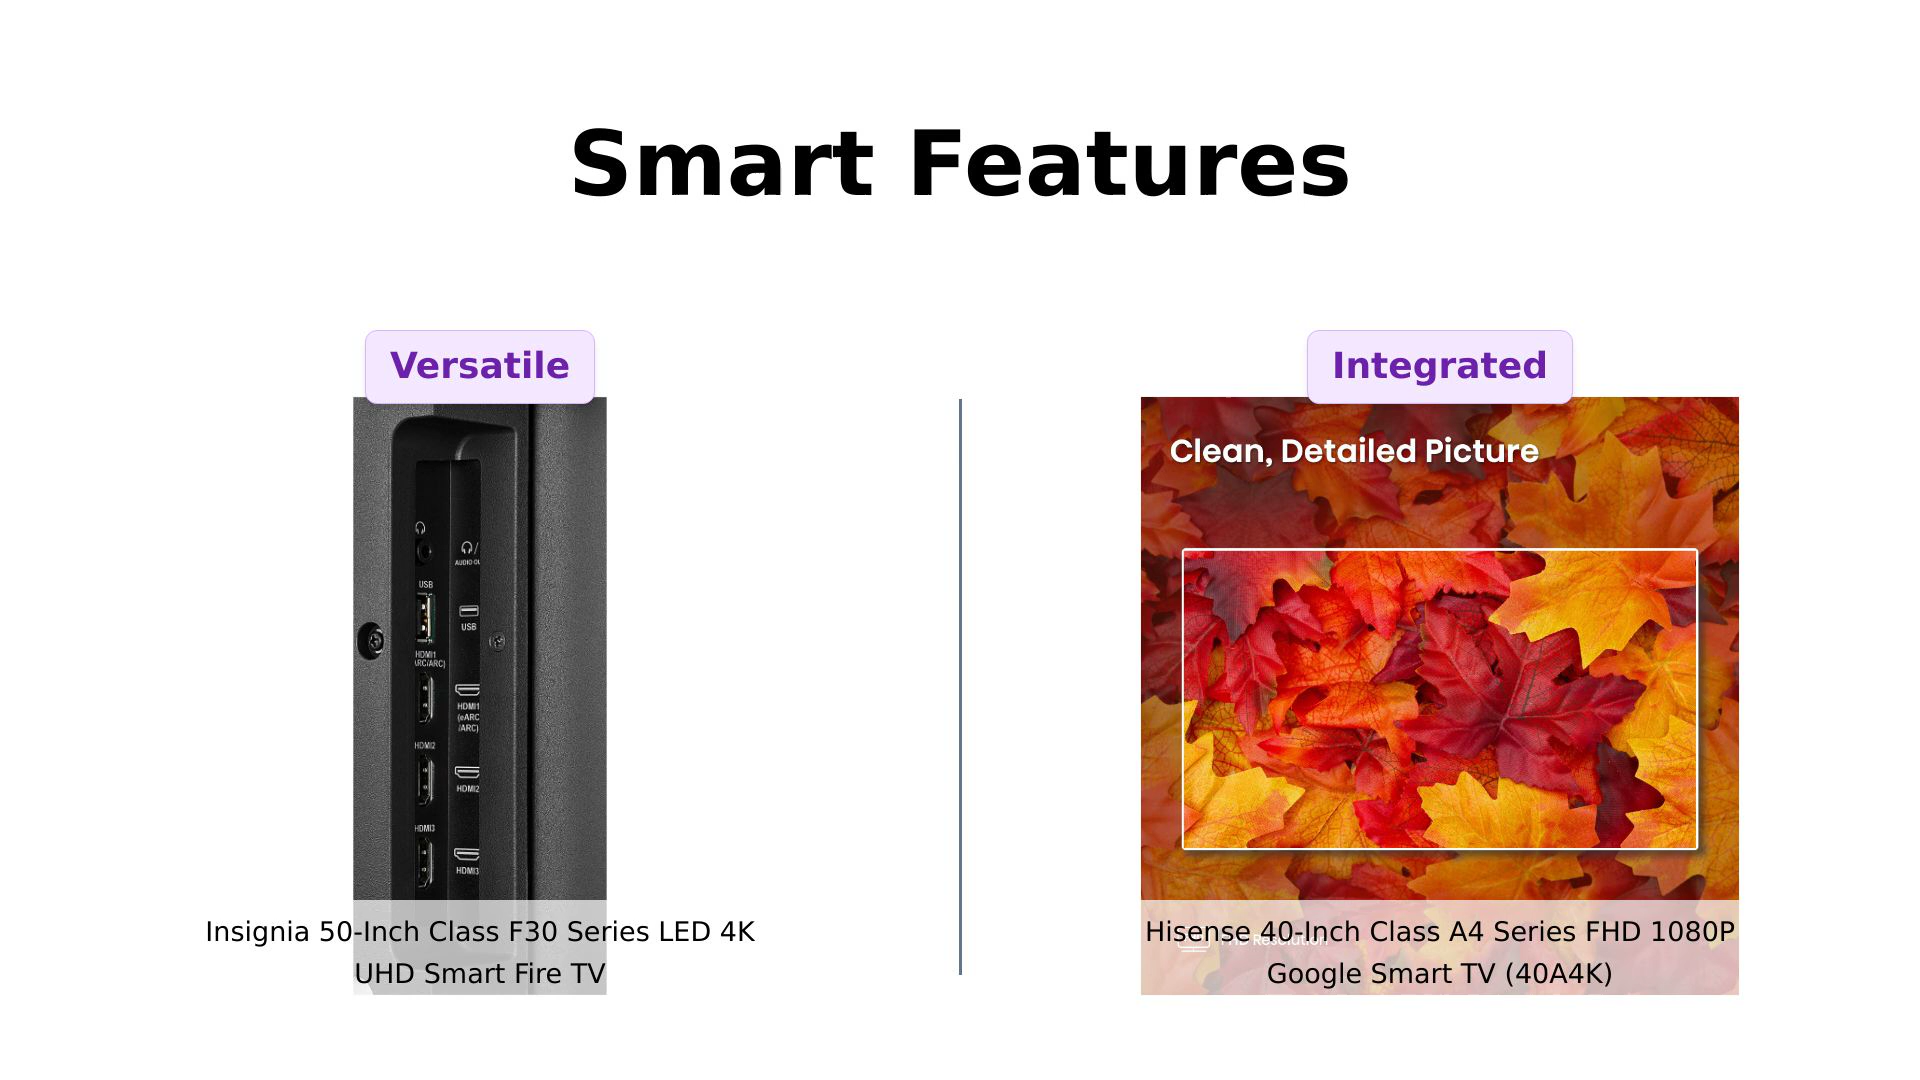 Smart Features
Versatile
Integrated
Clean, Detailed Picture
USB
HDMI1
HDMI2
HDMI3
USB
HDMI1
(eARC
/ARC)
HDMI2
HDMI3
Insignia 50-Inch Class F30 Series LED 4K
UHD Smart Fire TV
FHD Resolution
Hisense 40-Inch Class A4 Series FHD 1080P
Google Smart TV (40A4K)